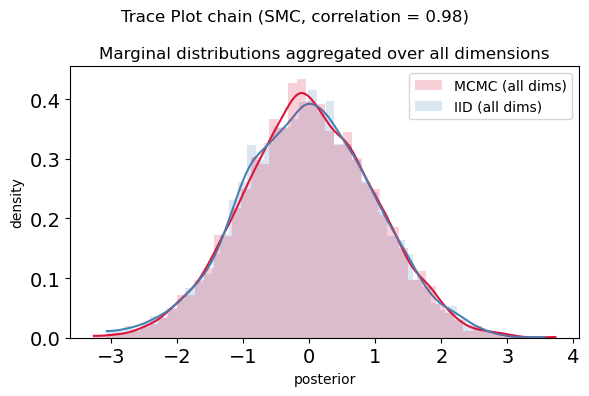 Trace Plot chain (SMC, correlation = 0.98)
Marginal distributions aggregated over all dimensions
MCMC (all dims)
IID (all dims)
density
0.4
0.3
0.2
0.1
0.0
−3 −2 −1 0 1 2 3 4
posterior